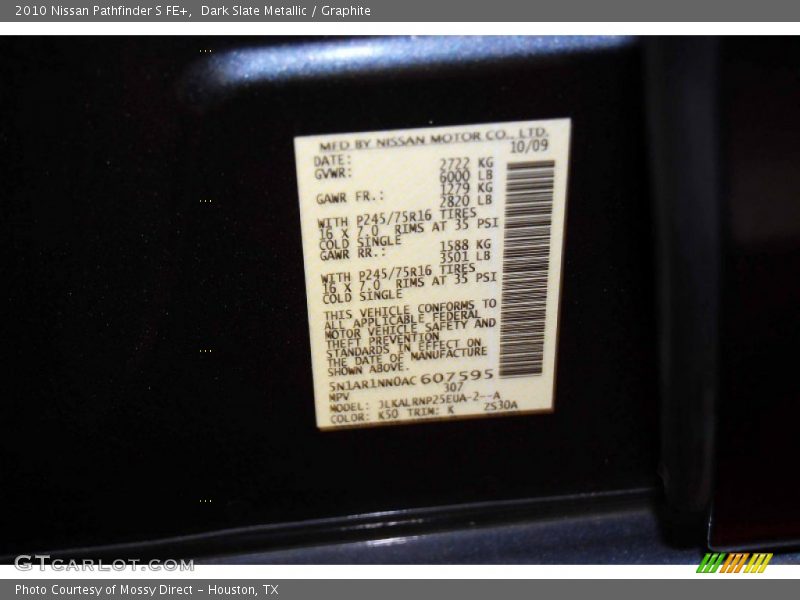 2010 Nissan Pathfinder S FE+, Dark Slate Metallic / Graphite
MFD BY NISSAN MOTOR CO., LTD.
DATE: 10/09
GVWR: 2722 KG
6000 LB
GAWR FR.: 1279 KG
2820 LB
WITH P245/75R16 TIRES
16 X 7.0 RIMS AT 35 PSI
COLD SINGLE
GAWR RR.: 1588 KG
3501 LB
WITH P245/75R16 TIRES
16 X 7.0 RIMS AT 35 PSI
COLD SINGLE
THIS VEHICLE CONFORMS TO
ALL APPLICABLE FEDERAL
MOTOR VEHICLE SAFETY AND
THEFT PREVENTION
STANDARDS IN EFFECT ON
THE DATE OF MANUFACTURE
SHOWN ABOVE.
5N1AR1NN0AC607595
MPV 307
MODEL: JLKALRNP25EUA-2--A
COLOR: K50 TRIM: K 2S30A
GTCARLOT.COM
Photo Courtesy of Mossy Direct – Houston, TX